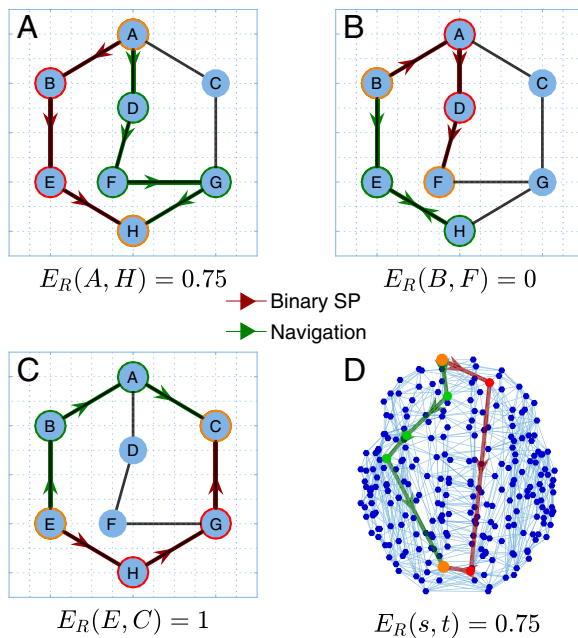 A
B
A
B
C
D
E
F
G
H
E_R(A, H) = 0.75
A
B
C
D
E
F
G
H
E_R(B, F) = 0
Binary SP
Navigation
C
D
A
B
C
D
E
F
G
H
E_R(E, C) = 1
E_R(s, t) = 0.75